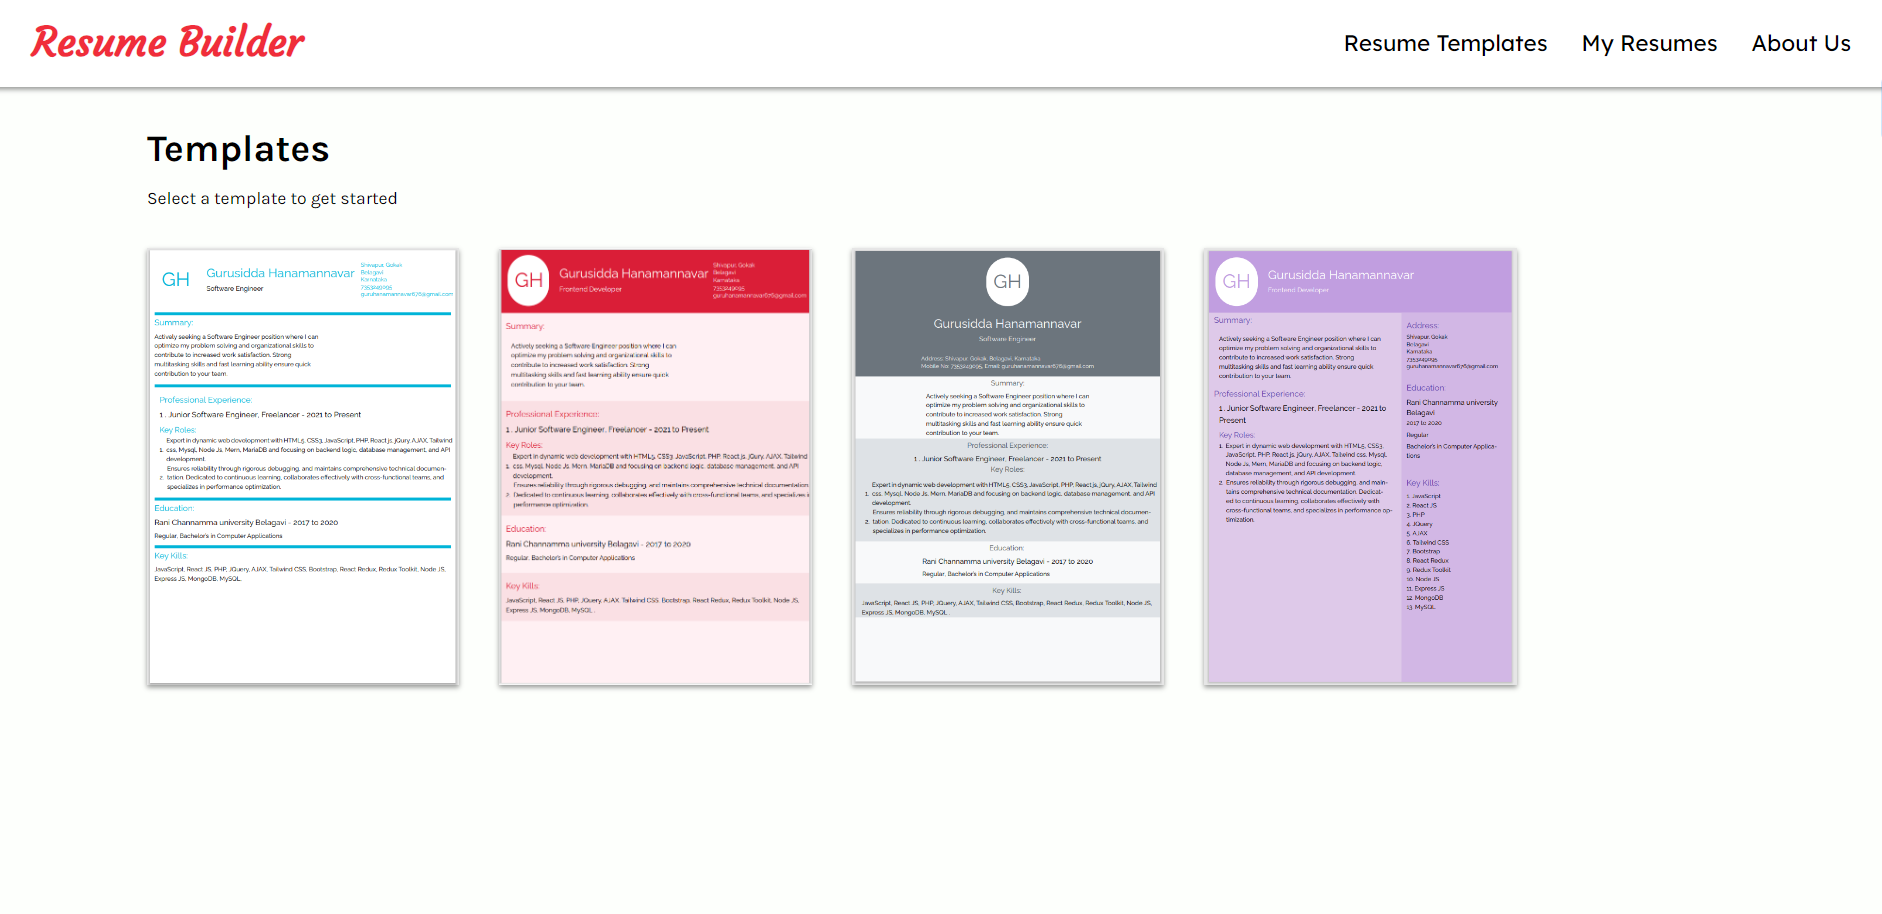 Resume Builder
Resume Templates
My Resumes
About Us
Templates
Select a template to get started
GH
Gurusidda Hanamannavar
Software Engineer
Shivapur, Gokak
Belagavi
Karnataka
7353249095
guruhanamannavar676@gmail.com
Summary:
Actively seeking a Software Engineer position where I can
optimize my problem solving and organizational skills to
contribute to increased work satisfaction. Strong
multitasking skills and fast learning ability ensure quick
contribution to your team.
Professional Experience:
1 . Junior Software Engineer, Freelancer - 2021 to Present
Key Roles:
Expert in dynamic web development with HTML5, CSS3, JavaScript, PHP, React js, jQury, AJAX, Tailwind
1. css, Mysql, Node Js, Mern, MariaDB and focusing on backend logic, database management, and API
development.
Ensures reliability through rigorous debugging, and maintains comprehensive technical documen-
2. tation. Dedicated to continuous learning, collaborates effectively with cross-functional teams, and
specializes in performance optimization.
Education:
Rani Channamma university Belagavi - 2017 to 2020
Regular, Bachelor's in Computer Applications
Key Kills:
JavaScript, React JS, PHP, JQuery, AJAX, Tailwind CSS, Bootstrap, React Redux, Redux Toolkit, Node JS,
Express JS, MongoDB, MySQL.
GH
Gurusidda Hanamannavar
Frontend Developer
Shivapur, Gokak
Belagavi
Karnataka
7353249095
guruhanamannavar676@gmail.com
Summary:
Actively seeking a Software Engineer position where I can
optimize my problem solving and organizational skills to
contribute to increased work satisfaction. Strong
multitasking skills and fast learning ability ensure quick
contribution to your team.
Professional Experience:
1 . Junior Software Engineer, Freelancer - 2021 to Present
Key Roles:
Expert in dynamic web development with HTML5, CSS3, JavaScript, PHP, React js, jQury, AJAX, Tailwind
1. css, Mysql, Node Js, Mern, MariaDB and focusing on backend logic, database management, and API
development.
Ensures reliability through rigorous debugging, and maintains comprehensive technical documentation.
2. Dedicated to continuous learning, collaborates effectively with cross-functional teams, and specializes i
performance optimization.
Education:
Rani Channamma university Belagavi - 2017 to 2020
Regular, Bachelor's in Computer Applications
Key Kills:
JavaScript, React JS, PHP, JQuery, AJAX, Tailwind CSS, Bootstrap, React Redux, Redux Toolkit, Node JS,
Express JS, MongoDB, MySQL .
GH
Gurusidda Hanamannavar
Software Engineer
Address: Shivapur, Gokak, Belagavi, Karnataka
Mobile No: 7353249095, Email: guruhanamannavar676@gmail.com
Summary:
Actively seeking a Software Engineer position where I can
optimize my problem solving and organizational skills to
contribute to increased work satisfaction. Strong
multitasking skills and fast learning ability ensure quick
contribution to your team.
Professional Experience:
1 . Junior Software Engineer, Freelancer - 2021 to Present
Key Roles:
Expert in dynamic web development with HTML5, CSS3, JavaScript, PHP, React js, jQury, AJAX, Tailwind
1. css, Mysql, Node Js, Mern, MariaDB and focusing on backend logic, database management, and API
development.
Ensures reliability through rigorous debugging, and maintains comprehensive technical documen-
2. tation. Dedicated to continuous learning, collaborates effectively with cross-functional teams, and
specializes in performance optimization.
Education:
Rani Channamma university Belagavi - 2017 to 2020
Regular, Bachelor's in Computer Applications
Key Kills:
JavaScript, React JS, PHP, JQuery, AJAX, Tailwind CSS, Bootstrap, React Redux, Redux Toolkit, Node JS,
Express JS, MongoDB, MySQL.
GH
Gurusidda Hanamannavar
Frontend Developer
Summary:
Actively seeking a Software Engineer position where I can
optimize my problem solving and organizational skills to
contribute to increased work satisfaction. Strong
multitasking skills and fast learning ability ensure quick
contribution to your team.
Professional Experience:
1 . Junior Software Engineer, Freelancer - 2021 to
Present
Key Roles:
1. Expert in dynamic web development with HTML5, CSS3,
JavaScript, PHP, React js, jQury, AJAX, Tailwind css, Mysql,
Node Js, Mern, MariaDB and focusing on backend logic,
database management, and API development.
2. Ensures reliability through rigorous debugging, and main-
tains comprehensive technical documentation. Dedicat-
ed to continuous learning, collaborates effectively with
cross-functional teams, and specializes in performance op-
timization.
Address:
Shivapur, Gokak
Belagavi
Karnataka
7353249095
guruhanamannavar676@gmail.com
Education:
Rani Channamma university
Belagavi
2017 to 2020
Regular
Bachelor's in Computer Applica-
tions
Key Kills:
1. JavaScript
2. React JS
3. PHP
4. JQuery
5. AJAX
6. Tailwind CSS
7. Bootstrap
8. React Redux
9. Redux Toolkit
10. Node JS
11. Express JS
12. MongoDB
13. MySQL